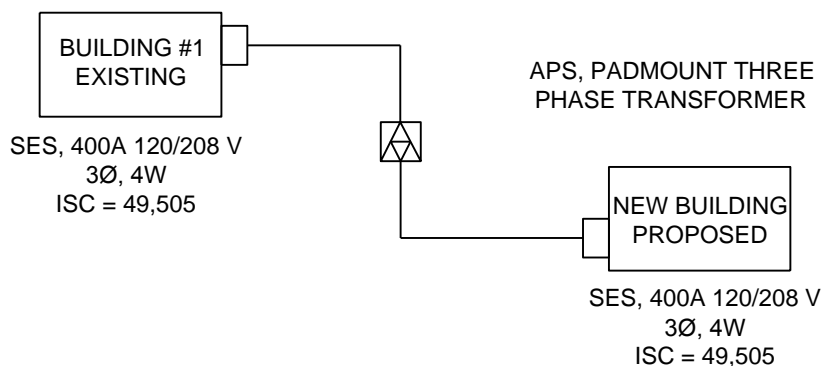 BUILDING #1
EXISTING
SES, 400A 120/208 V
3Ø, 4W
ISC = 49,505
APS, PADMOUNT THREE
PHASE TRANSFORMER
NEW BUILDING
PROPOSED
SES, 400A 120/208 V
3Ø, 4W
ISC = 49,505